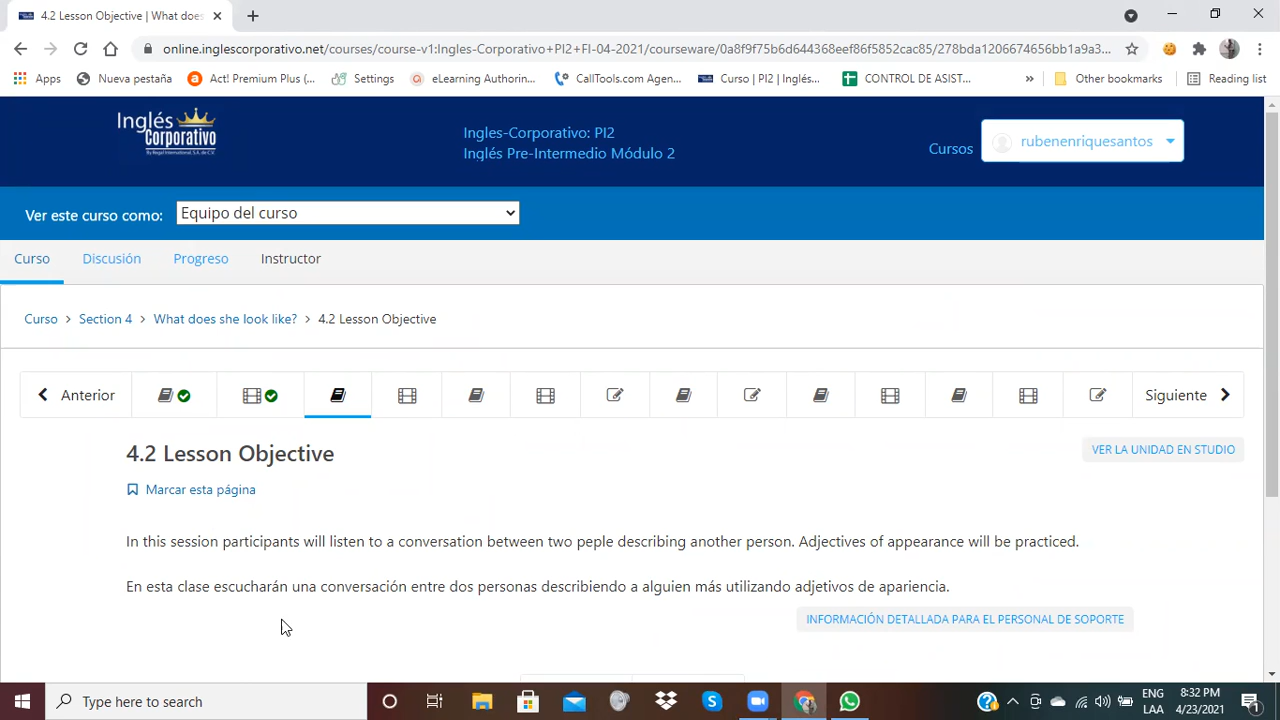 4.2 Lesson Objective | What does
online.inglescorporativo.net/courses/course-v1:Ingles-Corporativo+PI2+FI-04-2021/courseware/0a8f9f75b6d644368eef86f5852cac85/278bda1206674656bb1a9a3...
Apps Nueva pestaña Act! Premium Plus (... Settings eLearning Authorin... CallTools.com Agen... Curso | PI2 | Inglés... CONTROL DE ASIST... » Other bookmarks Reading list
Inglés Corporativo
By Regal International, S.A. de C.V.
Ingles-Corporativo: PI2
Inglés Pre-Intermedio Módulo 2
Cursos rubenenriquesantos
Ver este curso como: Equipo del curso
Curso Discusión Progreso Instructor
Curso > Section 4 > What does she look like? > 4.2 Lesson Objective
Anterior Siguiente
4.2 Lesson Objective
VER LA UNIDAD EN STUDIO
Marcar esta página
In this session participants will listen to a conversation between two peple describing another person. Adjectives of appearance will be practiced.
En esta clase escucharán una conversación entre dos personas describiendo a alguien más utilizando adjetivos de apariencia.
INFORMACIÓN DETALLADA PARA EL PERSONAL DE SOPORTE
Type here to search
ENG
LAA
8:32 PM
4/23/2021